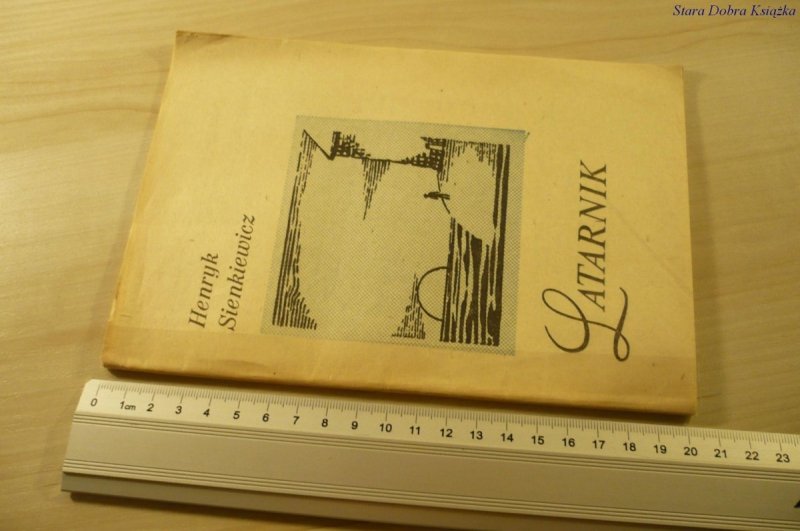 Stara Dobra Książka
Henryk
Sienkiewicz
LATARNIK
0 1cm 2 3 4 5 6 7 8 9 10 11 12 13 14 15 16 17 18 19 20 21 22 23